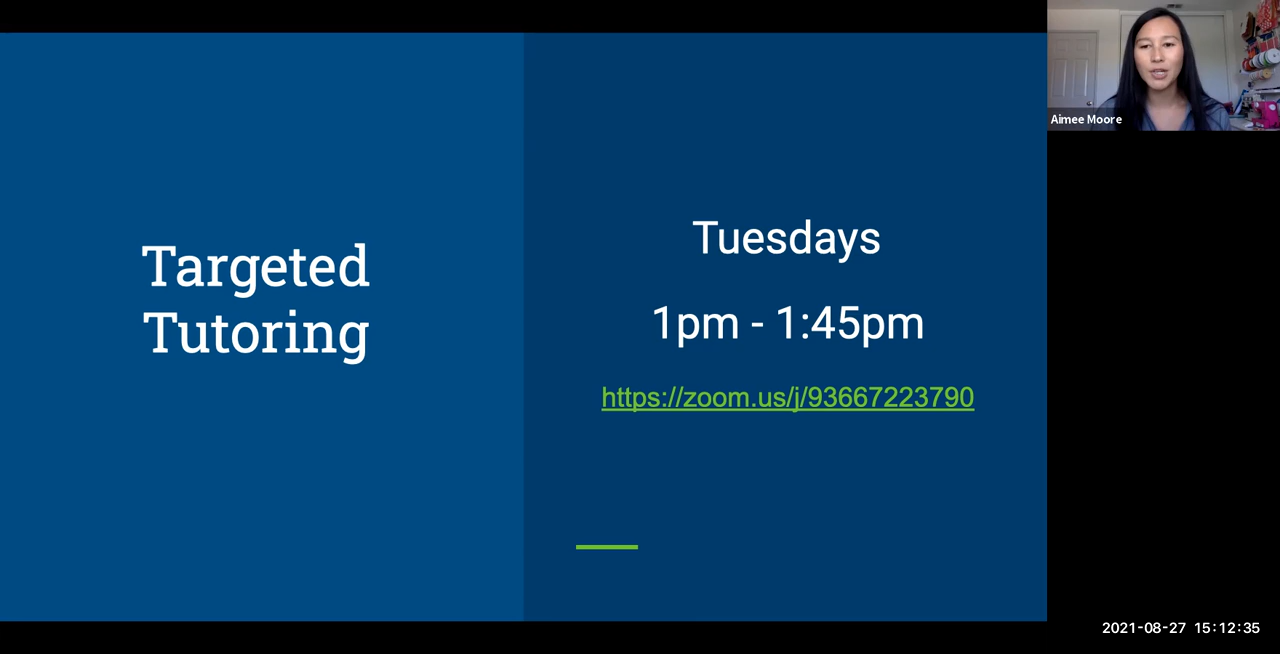 Targeted
Tutoring
Tuesdays
1pm - 1:45pm
https://zoom.us/j/93667223790
Aimee Moore
2021-08-27 15:12:35